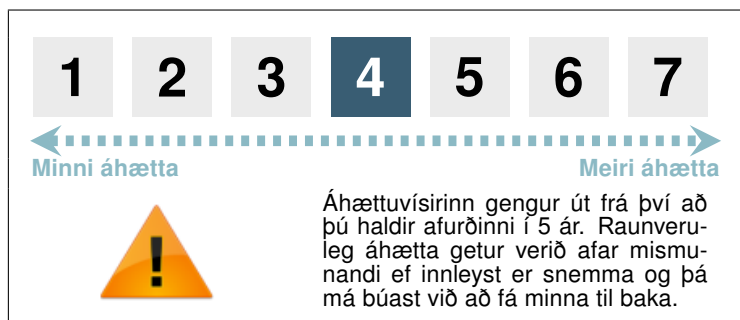 1 2 3 4 5 6 7
Minni áhætta Meiri áhætta
Áhættuvísirinn gengur út frá því að
þú haldir afurðinni í 5 ár. Raunveru-
leg áhætta getur verið afar mismu-
nandi ef innleyst er snemma og þá
má búast við að fá minna til baka.